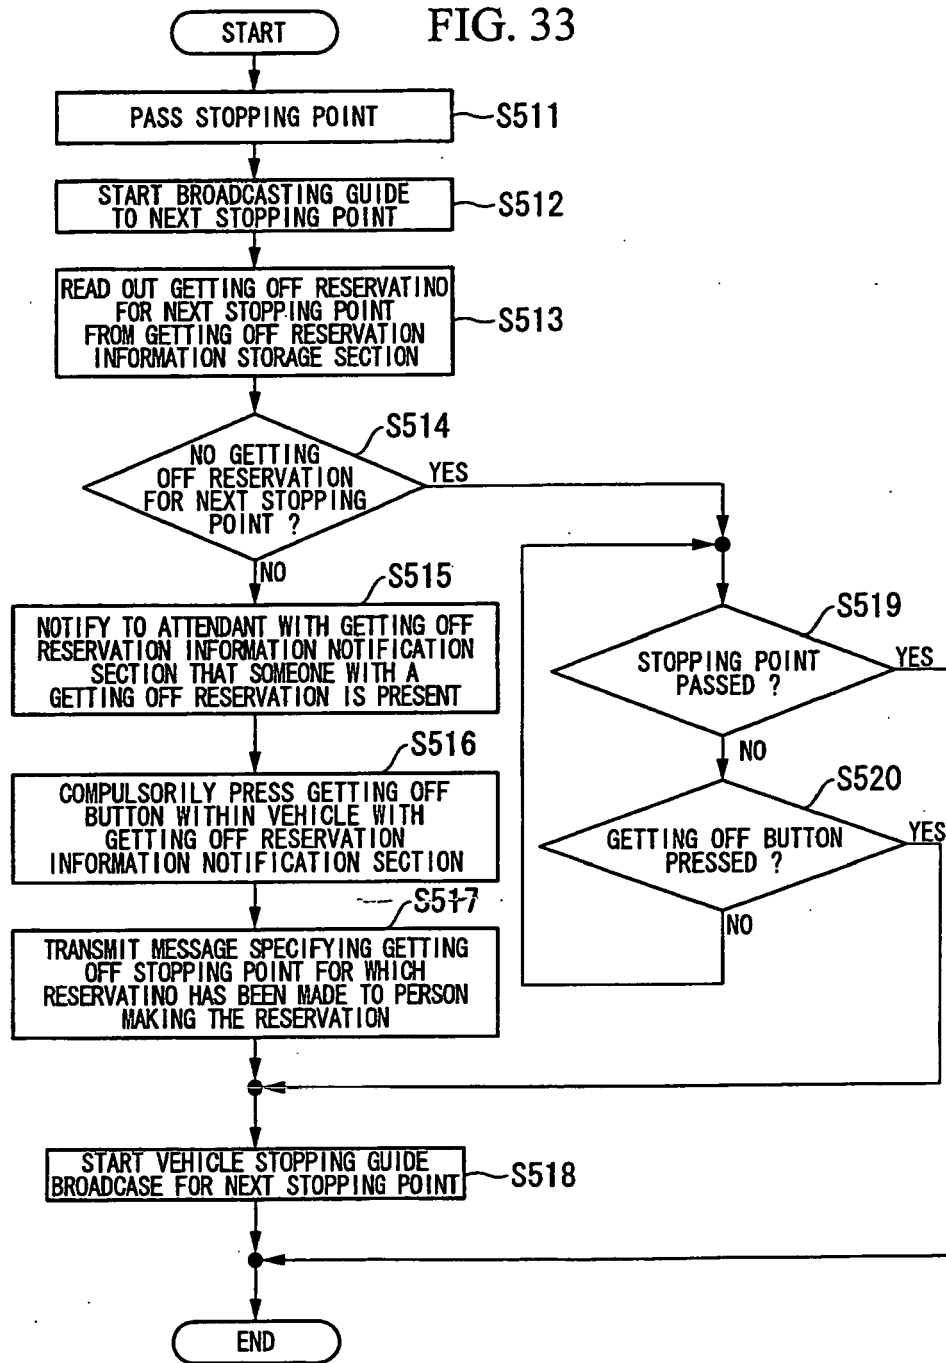 FIG. 33
START
PASS STOPPING POINT
S511
START BROADCASTING GUIDE
TO NEXT STOPPING POINT
S512
READ OUT GETTING OFF RESERVATINO
FOR NEXT STOPPING POINT
FROM GETTING OFF RESERVATION
INFORMATION STORAGE SECTION
S513
S514
NO GETTING
OFF RESERVATION
FOR NEXT STOPPING
POINT ?
YES
NO
S515
NOTIFY TO ATTENDANT WITH GETTING OFF
RESERVATION INFORMATION NOTIFICATION
SECTION THAT SOMEONE WITH A
GETTING OFF RESERVATION IS PRESENT
S516
COMPULSORILY PRESS GETTING OFF
BUTTON WITHIN VEHICLE WITH
GETTING OFF RESERVATION
INFORMATION NOTIFICATION SECTION
S517
TRANSMIT MESSAGE SPECIFYING GETTING
OFF STOPPING POINT FOR WHICH
RESERVATINO HAS BEEN MADE TO PERSON
MAKING THE RESERVATION
S519
STOPPING POINT
PASSED ?
YES
NO
S520
GETTING OFF BUTTON
PRESSED ?
YES
NO
START VEHICLE STOPPING GUIDE
BROADCASE FOR NEXT STOPPING POINT
S518
END